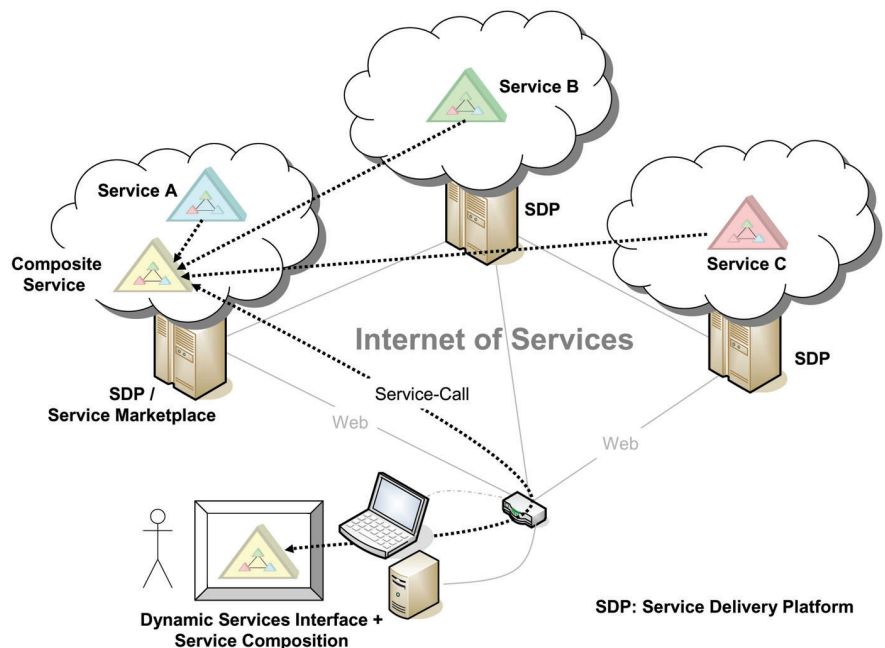 Service B
Service A
SDP
Composite
Service
Service C
Internet of Services
SDP
SDP /
Service Marketplace
Service-Call
Web
Web
Dynamic Services Interface +
Service Composition
SDP: Service Delivery Platform